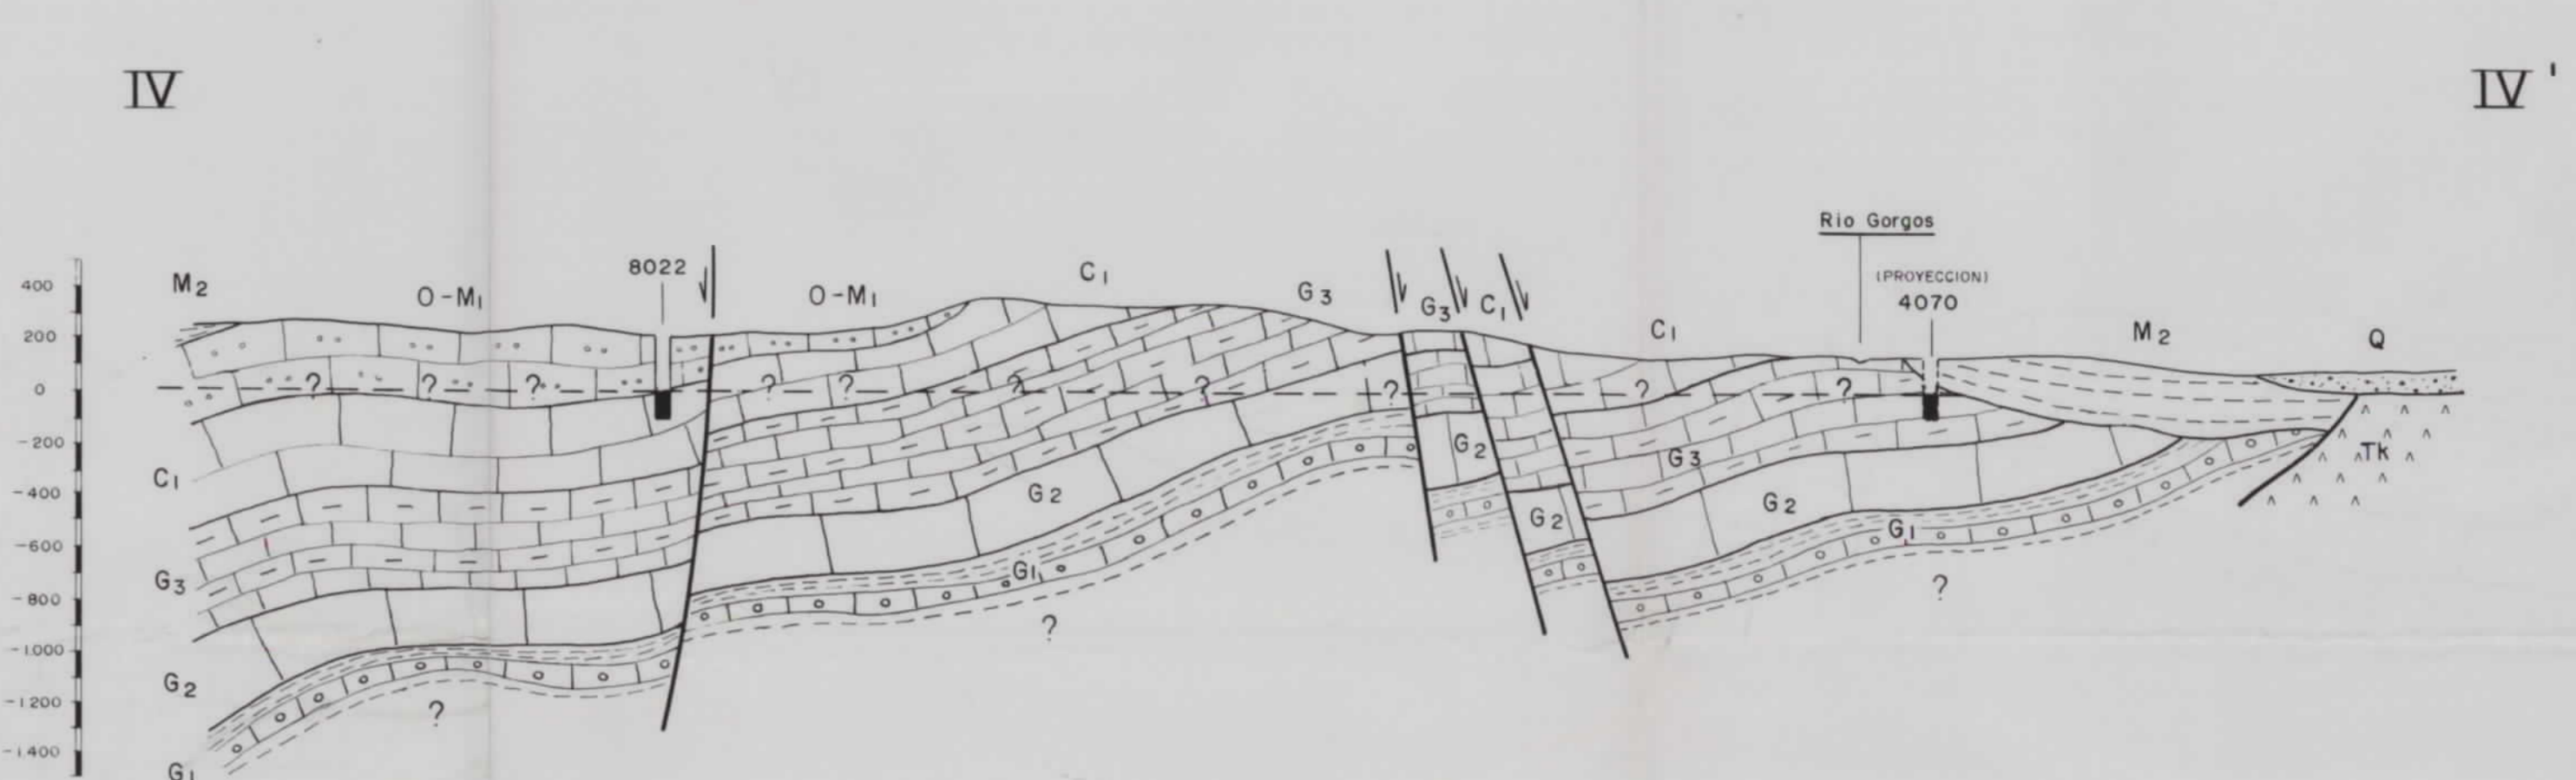 IV
IV'
Rio Gorgos
(PROYECCION)
4070
8022
M2
O-M1
O-M1
C1
G3
G3
C1
C1
M2
Q
400
200
0
-200
-400
-600
-800
-1.000
-1200
-1.400
? ? ? ? ? ? ? ? ? ?
C1
G3
G2
G1
G2
G1
G2
G2
G3
G2
G1
Tk
?
?
?